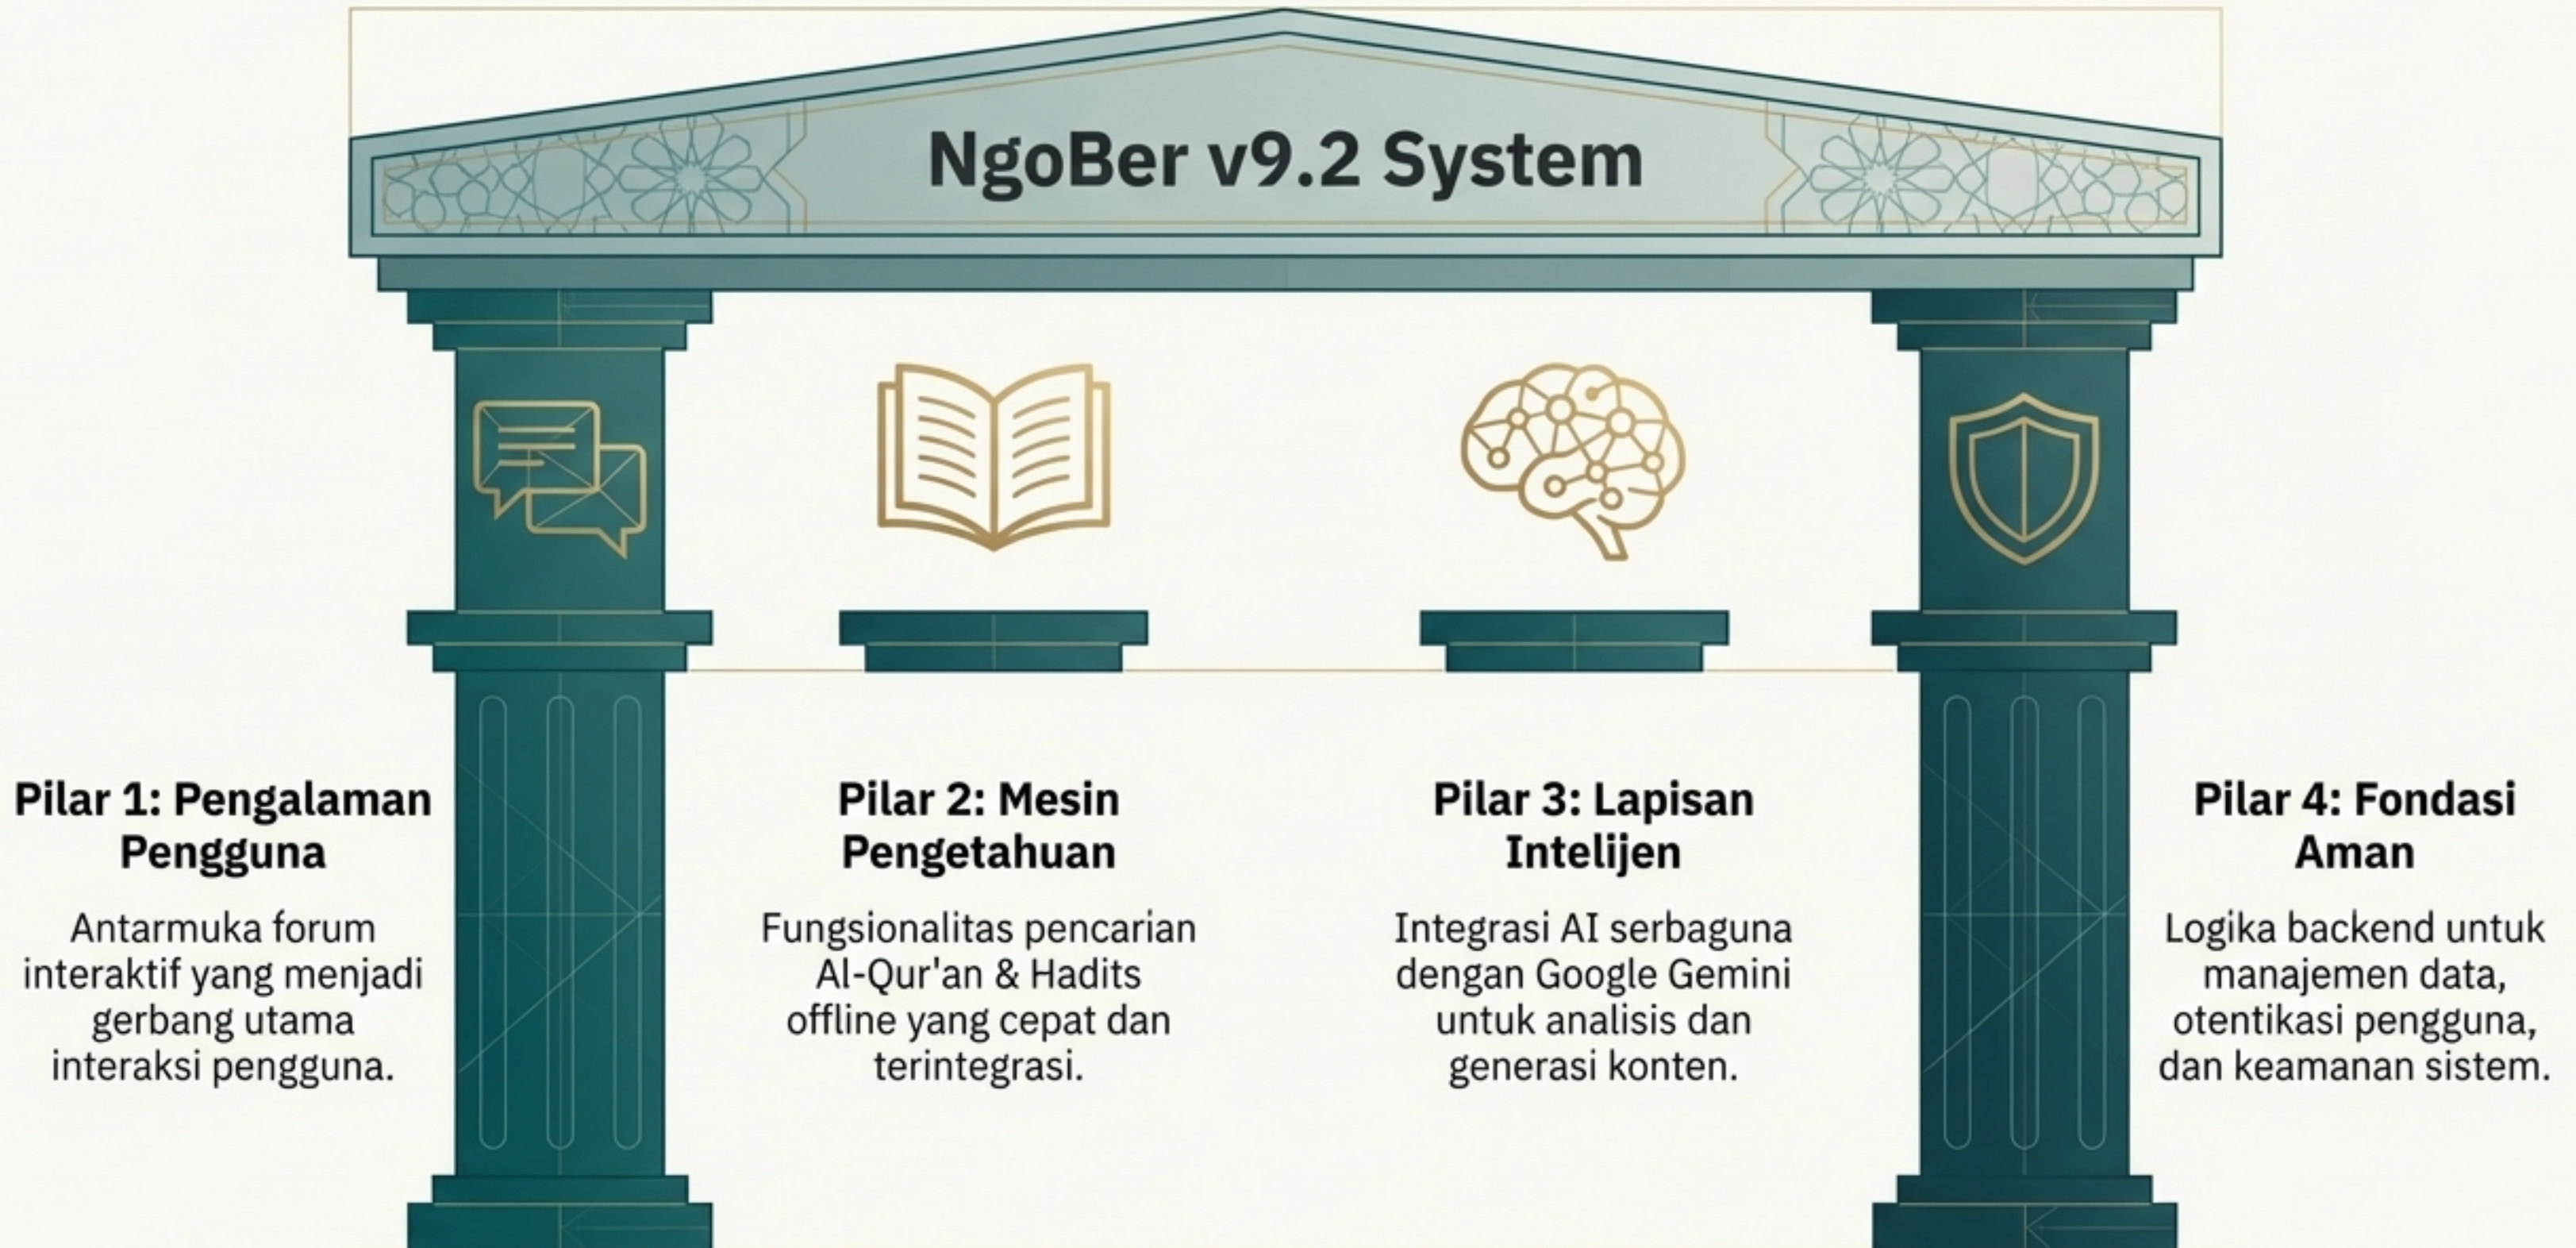 NgoBer v9.2 System
Pilar 1: Pengalaman
Pengguna
Antarmuka forum
interaktif yang menjadi
gerbang utama
interaksi pengguna.
Pilar 2: Mesin
Pengetahuan
Fungsionalitas pencarian
Al-Qur'an & Hadits
offline yang cepat dan
terintegrasi.
Pilar 3: Lapisan
Intelijen
Integrasi AI serbaguna
dengan Google Gemini
untuk analisis dan
generasi konten.
Pilar 4: Fondasi
Aman
Logika backend untuk
manajemen data,
otentikasi pengguna,
dan keamanan sistem.